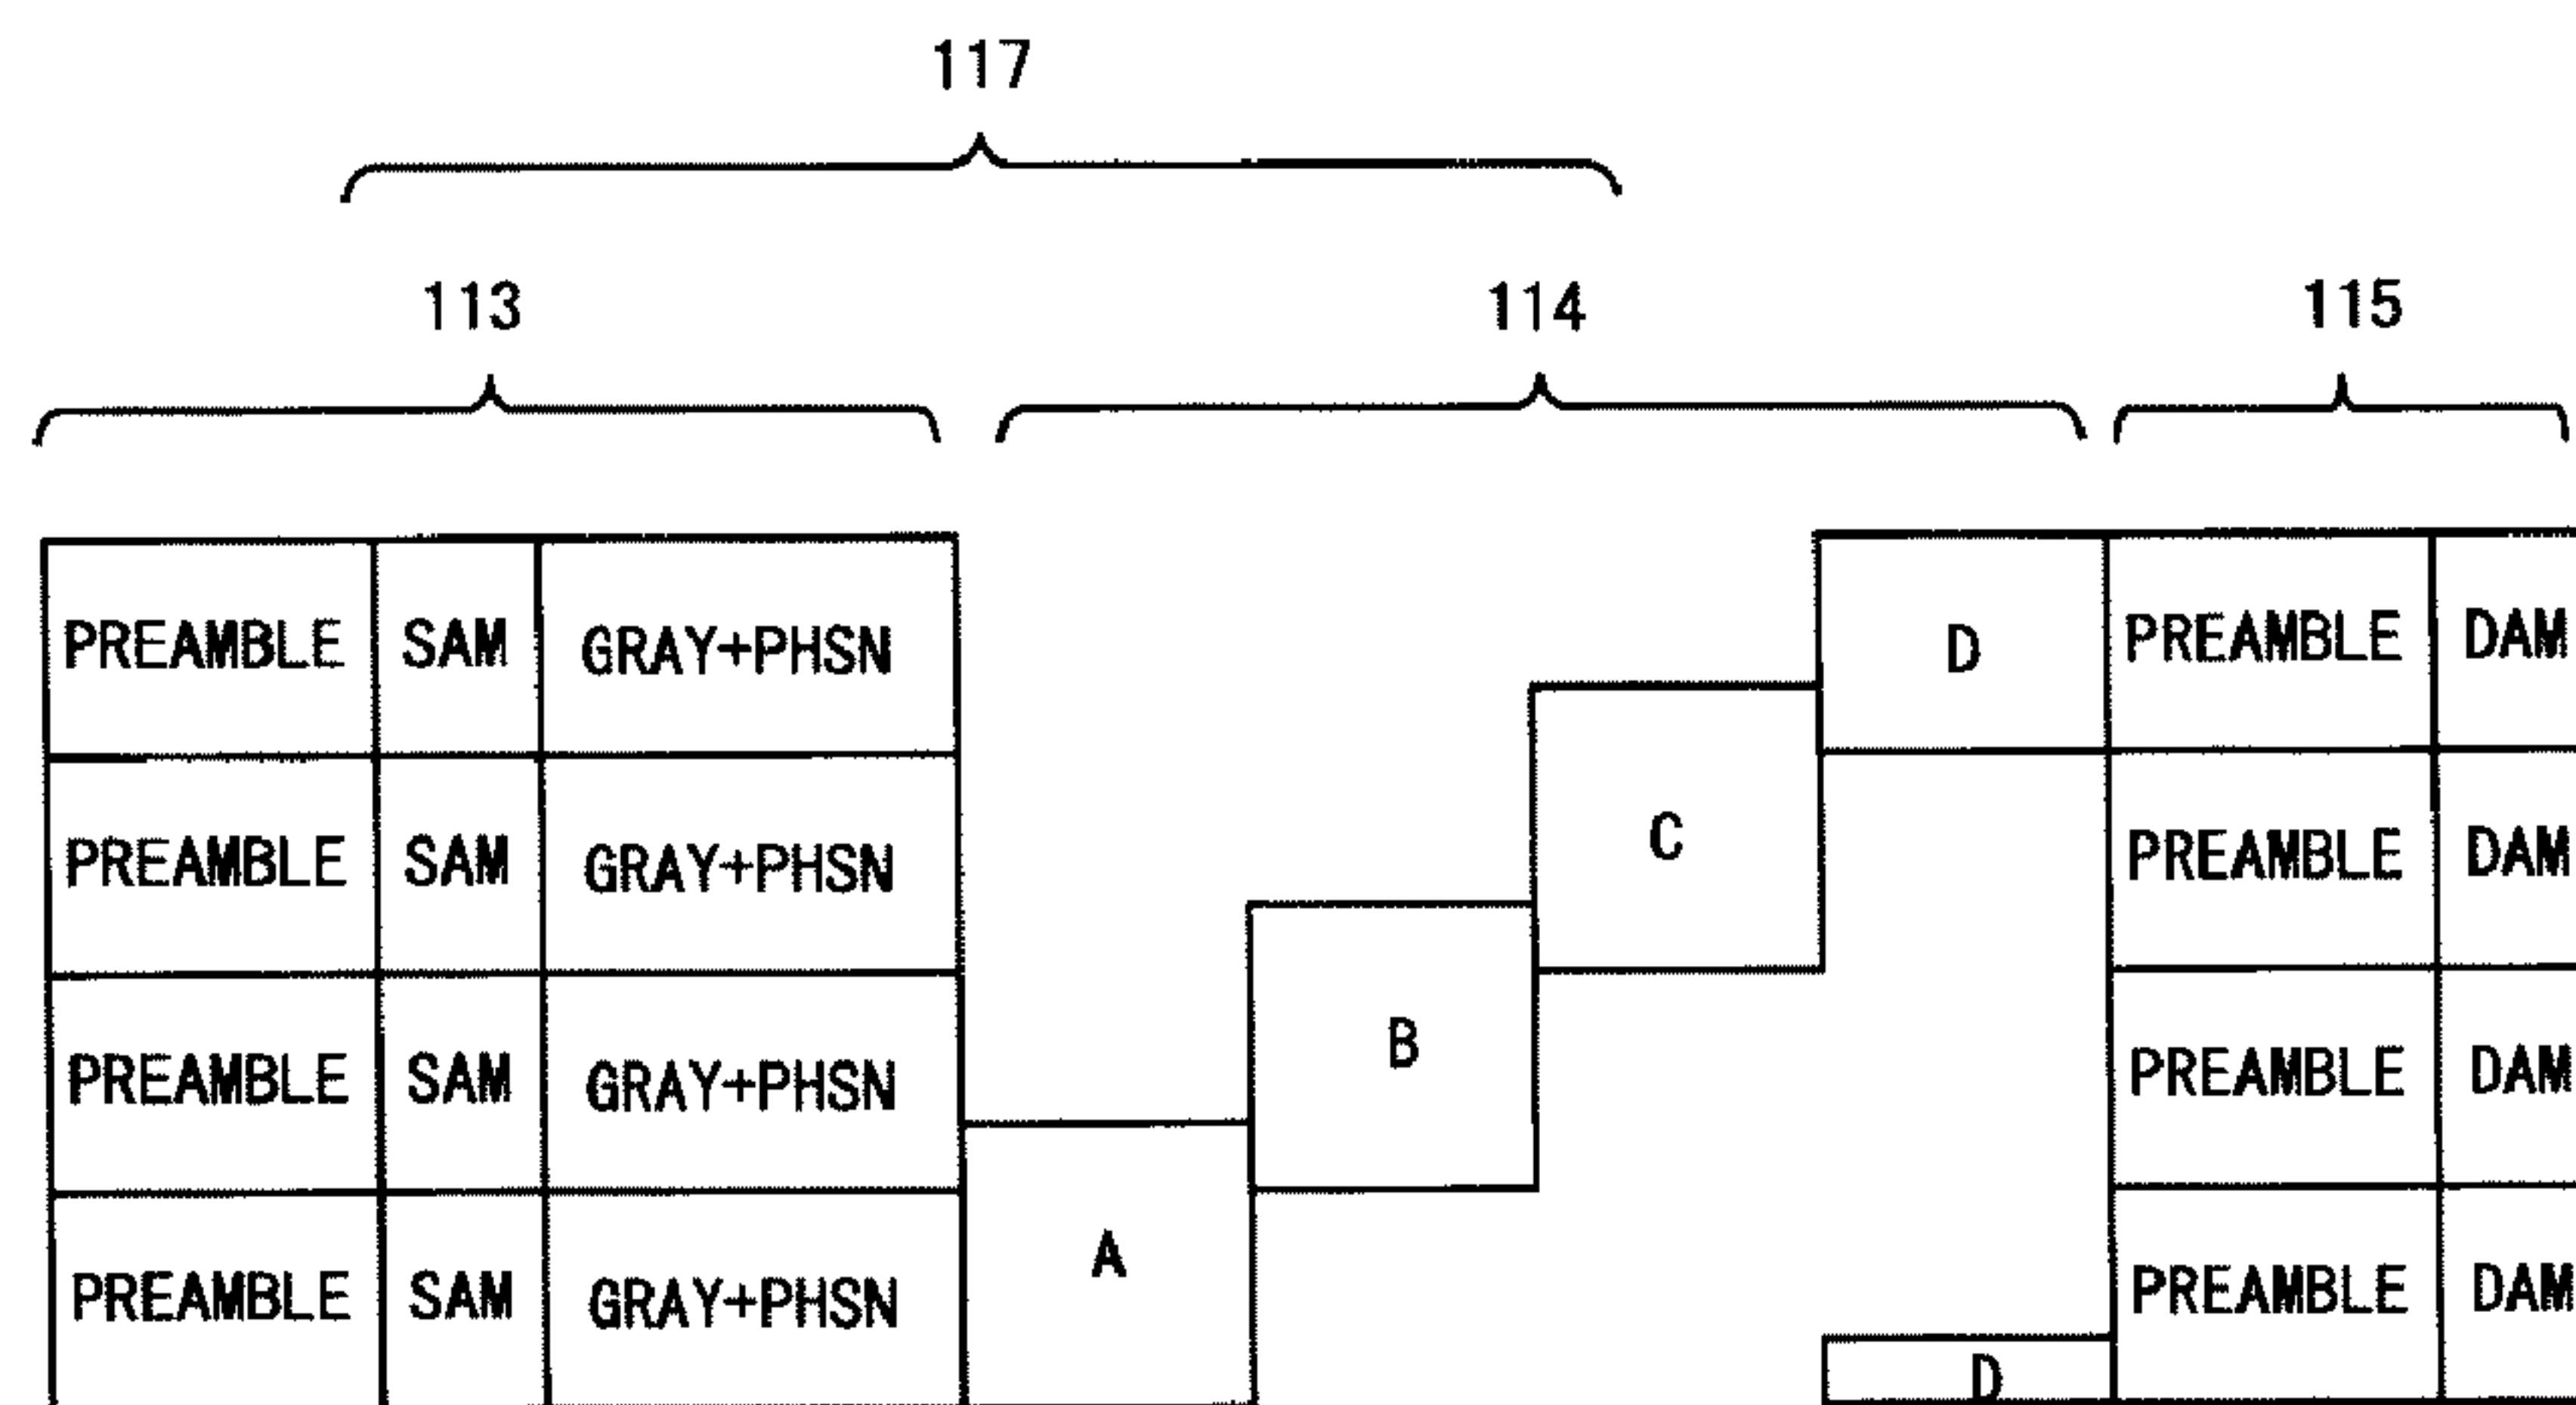 117
113 114 115
PREAMBLE SAM GRAY+PHSN D PREAMBLE DAM
C
PREAMBLE SAM GRAY+PHSN PREAMBLE DAM
B
PREAMBLE SAM GRAY+PHSN PREAMBLE DAM
A
PREAMBLE SAM GRAY+PHSN PREAMBLE DAM
D